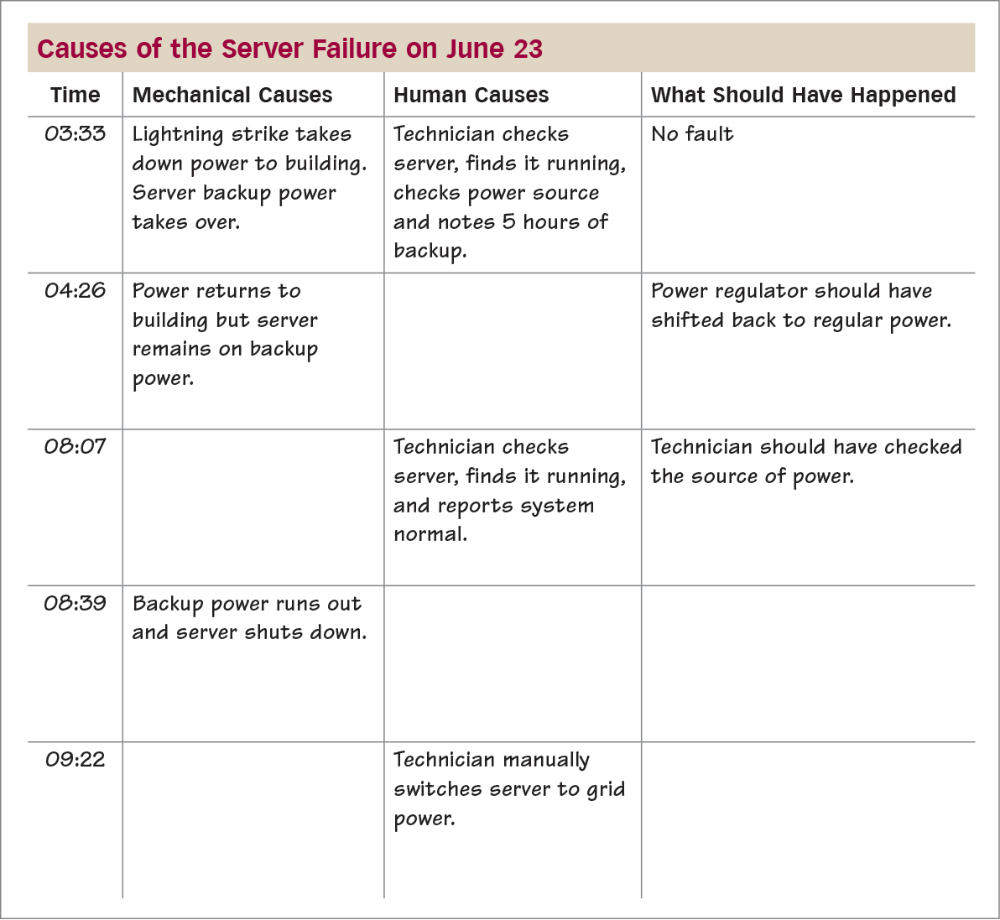 Causes of the Server Failure on June 23
Time
Mechanical Causes
Human Causes
What Should Have Happened
03:33
Lightning strike takes
down power to building.
Server backup power
takes over.
Technician checks
server, finds it running,
checks power source
and notes 5 hours of
backup.
No fault
04:26
Power returns to
building but server
remains on backup
power.
Power regulator should have
shifted back to regular power.
08:07
Technician checks
server, finds it running,
and reports system
normal.
Technician should have checked
the source of power.
08:39
Backup power runs out
and server shuts down.
09:22
Technician manually
switches server to grid
power.